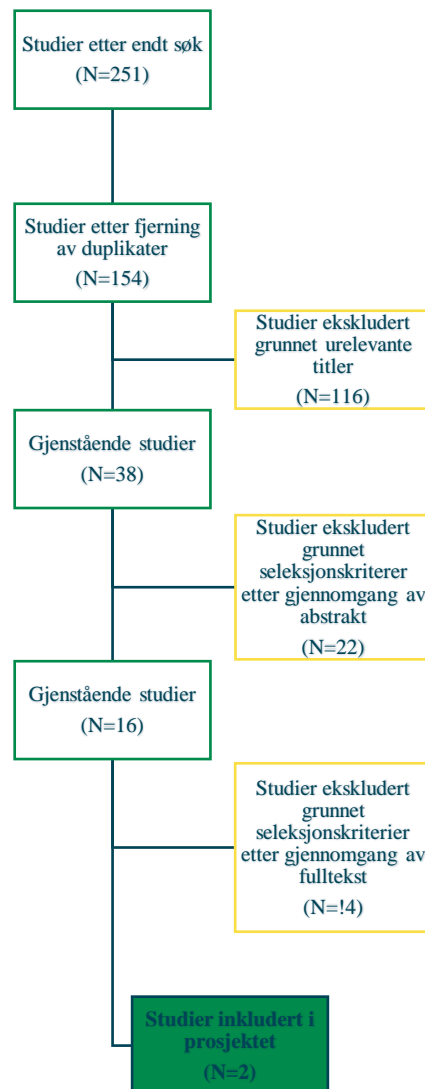 Studier etter endt søk
(N=251)
Studier etter fjerning
av duplikater
(N=154)
Studier ekskludert
grunnet urelevante
titler
(N=116)
Gjenstående studier
(N=38)
Studier ekskludert
grunnet
seleksjonskriterer
etter gjennomgang av
abstrakt
(N=22)
Gjenstående studier
(N=16)
Studier ekskludert
grunnet
seleksjonskriterier
etter gjennomgang av
fulltekst
(N=!4)
Studier inkludert i
prosjektet
(N=2)